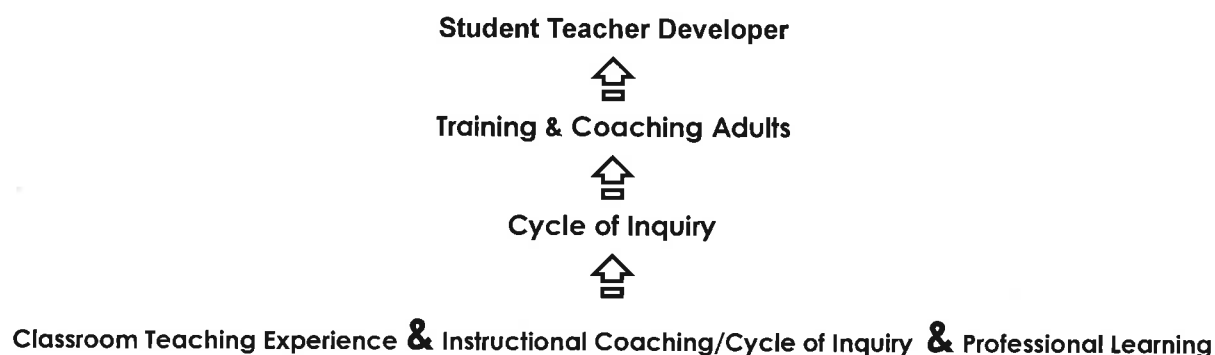 Student Teacher Developer
Training & Coaching Adults
Cycle of Inquiry
Classroom Teaching Experience & Instructional Coaching/Cycle of Inquiry & Professional Learning